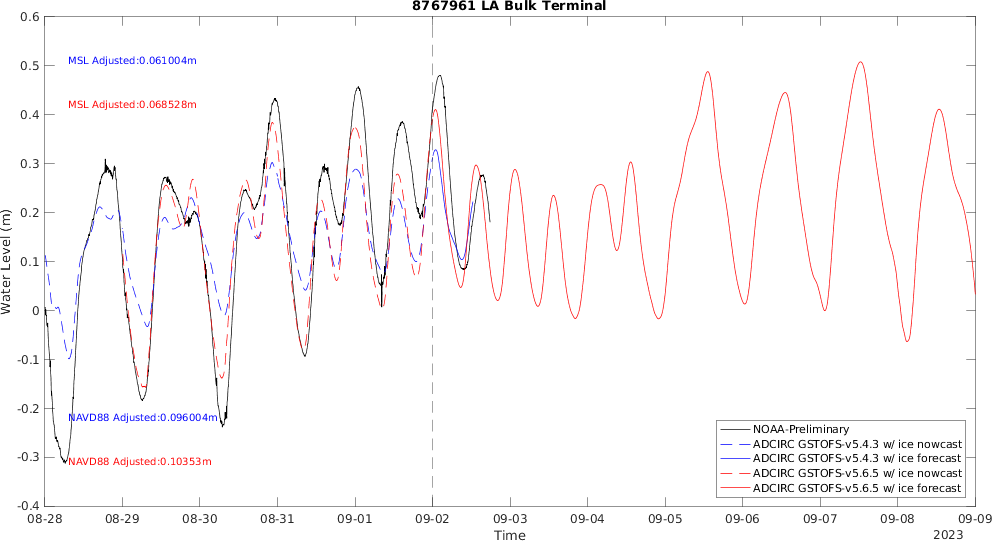 8767961 LA Bulk Terminal
0.6
0.5
0.4
0.3
0.2
0.1
0
-0.1
-0.2
-0.3
-0.4
Water Level (m)
MSL Adjusted:0.061004m
MSL Adjusted:0.068528m
NAVD88 Adjusted:0.096004m
NAVD88 Adjusted:0.10353m
NOAA-Preliminary
ADCIRC GSTOFS-v5.4.3 w/ ice nowcast
ADCIRC GSTOFS-v5.4.3 w/ ice forecast
ADCIRC GSTOFS-v5.6.5 w/ ice nowcast
ADCIRC GSTOFS-v5.6.5 w/ ice forecast
08-28 08-29 08-30 08-31 09-01 09-02 09-03 09-04 09-05 09-06 09-07 09-08 09-09
Time
2023